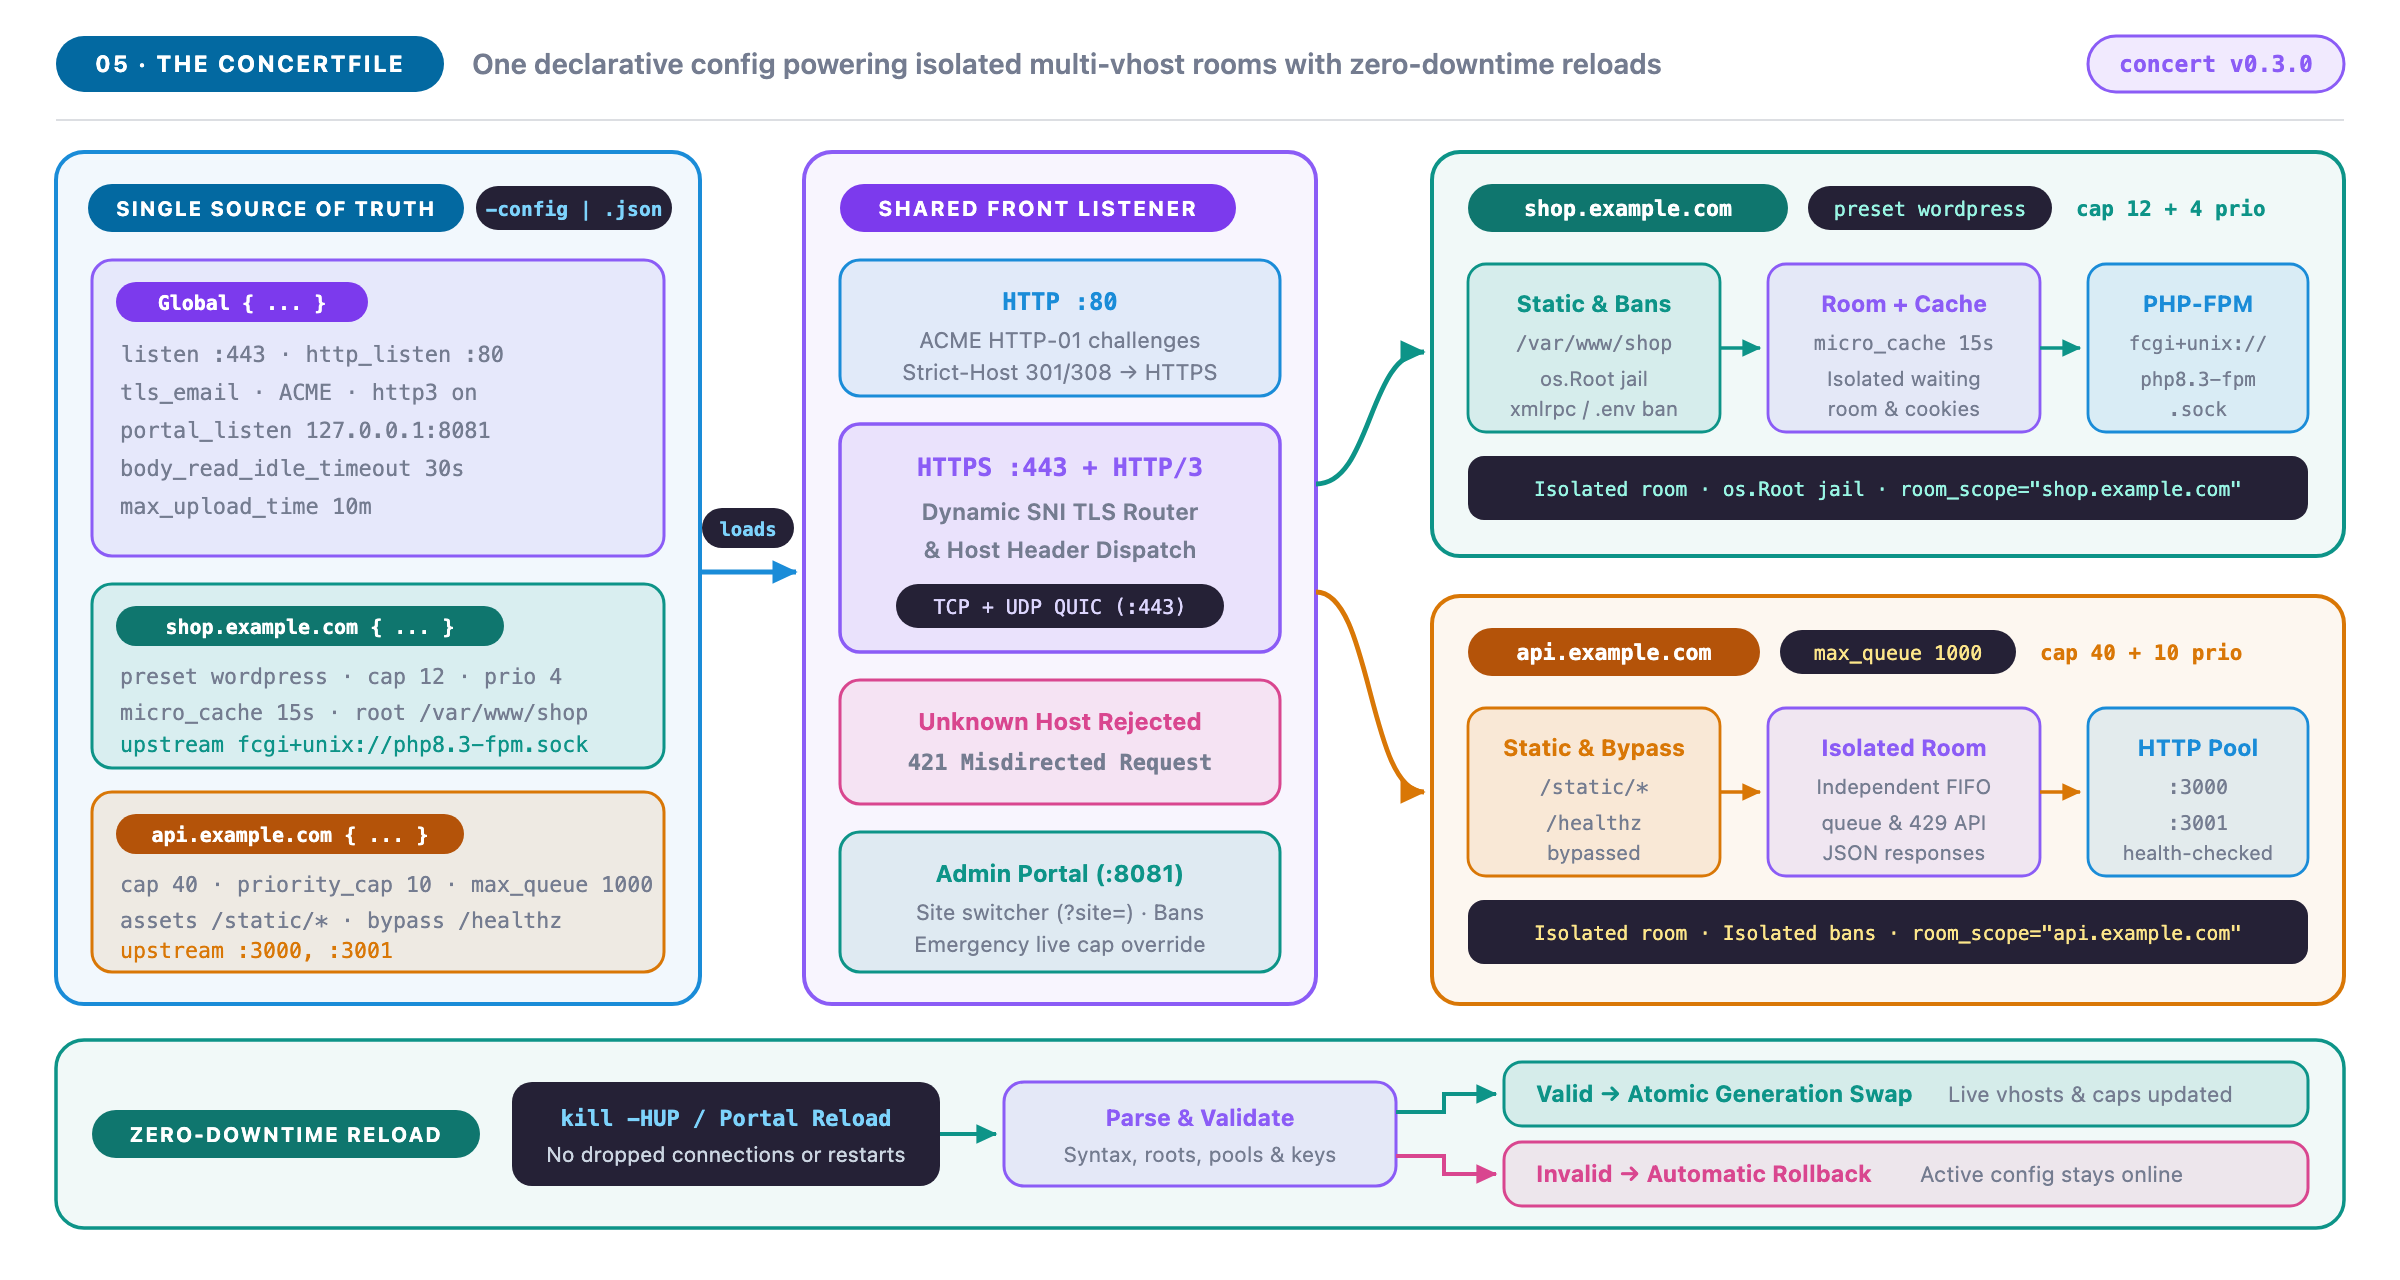 05 · THE CONCERTFILE
One declarative config powering isolated multi-vhost rooms with zero-downtime reloads
concert v0.3.0
SINGLE SOURCE OF TRUTH
-config | .json
Global { ... }
listen :443 · http_listen :80
tls_email · ACME · http3 on
portal_listen 127.0.0.1:8081
body_read_idle_timeout 30s
max_upload_time 10m
shop.example.com { ... }
preset wordpress · cap 12 · prio 4
micro_cache 15s · root /var/www/shop
upstream fcgi+unix://php8.3-fpm.sock
api.example.com { ... }
cap 40 · priority_cap 10 · max_queue 1000
assets /static/* · bypass /healthz
upstream :3000, :3001
loads
SHARED FRONT LISTENER
HTTP :80
ACME HTTP-01 challenges
Strict-Host 301/308 → HTTPS
HTTPS :443 + HTTP/3
Dynamic SNI TLS Router
& Host Header Dispatch
TCP + UDP QUIC (:443)
Unknown Host Rejected
421 Misdirected Request
Admin Portal (:8081)
Site switcher (?site=) · Bans
Emergency live cap override
shop.example.com
preset wordpress
cap 12 + 4 prio
Static & Bans
/var/www/shop
os.Root jail
xmlrpc / .env ban
Room + Cache
micro_cache 15s
Isolated waiting
room & cookies
PHP-FPM
fcgi+unix://
php8.3-fpm
.sock
Isolated room · os.Root jail · room_scope="shop.example.com"
api.example.com
max_queue 1000
cap 40 + 10 prio
Static & Bypass
/static/*
/healthz
bypassed
Isolated Room
Independent FIFO
queue & 429 API
JSON responses
HTTP Pool
:3000
:3001
health-checked
Isolated room · Isolated bans · room_scope="api.example.com"
ZERO-DOWNTIME RELOAD
kill -HUP / Portal Reload
No dropped connections or restarts
Parse & Validate
Syntax, roots, pools & keys
Valid → Atomic Generation Swap
Live vhosts & caps updated
Invalid → Automatic Rollback
Active config stays online